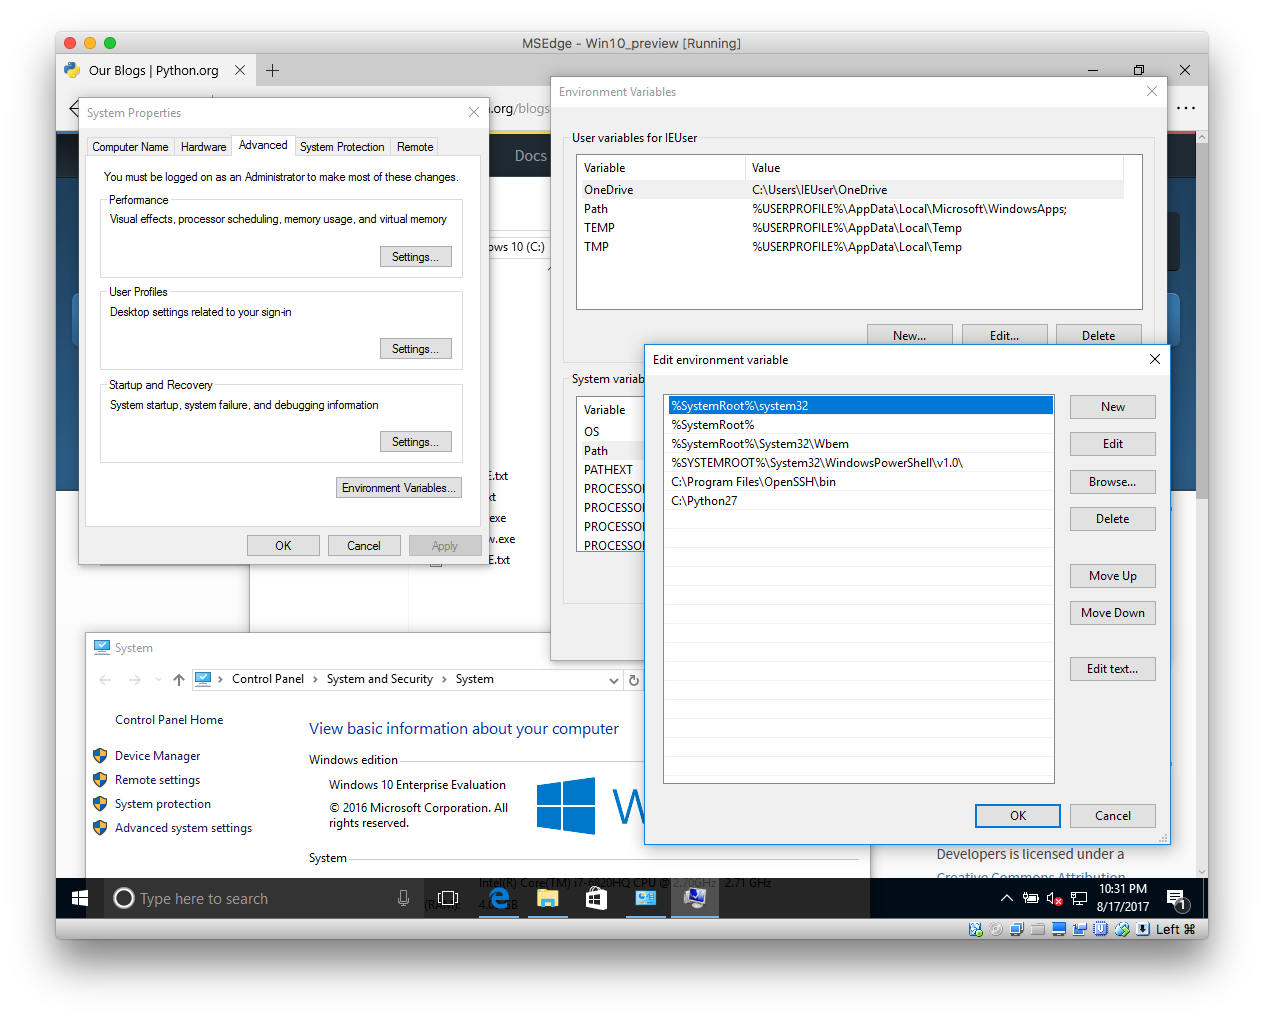 MSEdge - Win10_preview [Running]
Our Blogs | Python.org
.org/blogs
Docs
System Properties
Computer Name
Hardware
Advanced
System Protection
Remote
You must be logged on as an Administrator to make most of these changes.
Performance
Visual effects, processor scheduling, memory usage, and virtual memory
Settings...
User Profiles
Desktop settings related to your sign-in
Settings...
Startup and Recovery
System startup, system failure, and debugging information
Settings...
Environment Variables...
OK
Cancel
Apply
ows 10 (C:)
E.txt
xt
exe
w.exe
E.txt
Environment Variables
User variables for IEUser
Variable
Value
OneDrive
C:\Users\IEUser\OneDrive
Path
%USERPROFILE%\AppData\Local\Microsoft\WindowsApps;
TEMP
%USERPROFILE%\AppData\Local\Temp
TMP
%USERPROFILE%\AppData\Local\Temp
New...
Edit...
Delete
System variab
Variable
OS
Path
PATHEXT
PROCESSOR
PROCESSOR
PROCESSOR
PROCESSOR
Edit environment variable
%SystemRoot%\system32
%SystemRoot%
%SystemRoot%\System32\Wbem
%SYSTEMROOT%\System32\WindowsPowerShell\v1.0\
C:\Program Files\OpenSSH\bin
C:\Python27
New
Edit
Browse...
Delete
Move Up
Move Down
Edit text...
OK
Cancel
System
Control Panel
System and Security
System
Control Panel Home
Device Manager
Remote settings
System protection
Advanced system settings
View basic information about your computer
Windows edition
Windows 10 Enterprise Evaluation
© 2016 Microsoft Corporation. All
rights reserved.
W
System
Intel(R) Core(TM) i7-6820HQ CPU @ 2.70GHz 2.71 GHz
(RAM):
Developers is licensed under a
Creative Commons Attribution
Type here to search
10:31 PM
8/17/2017
1
Left ⌘